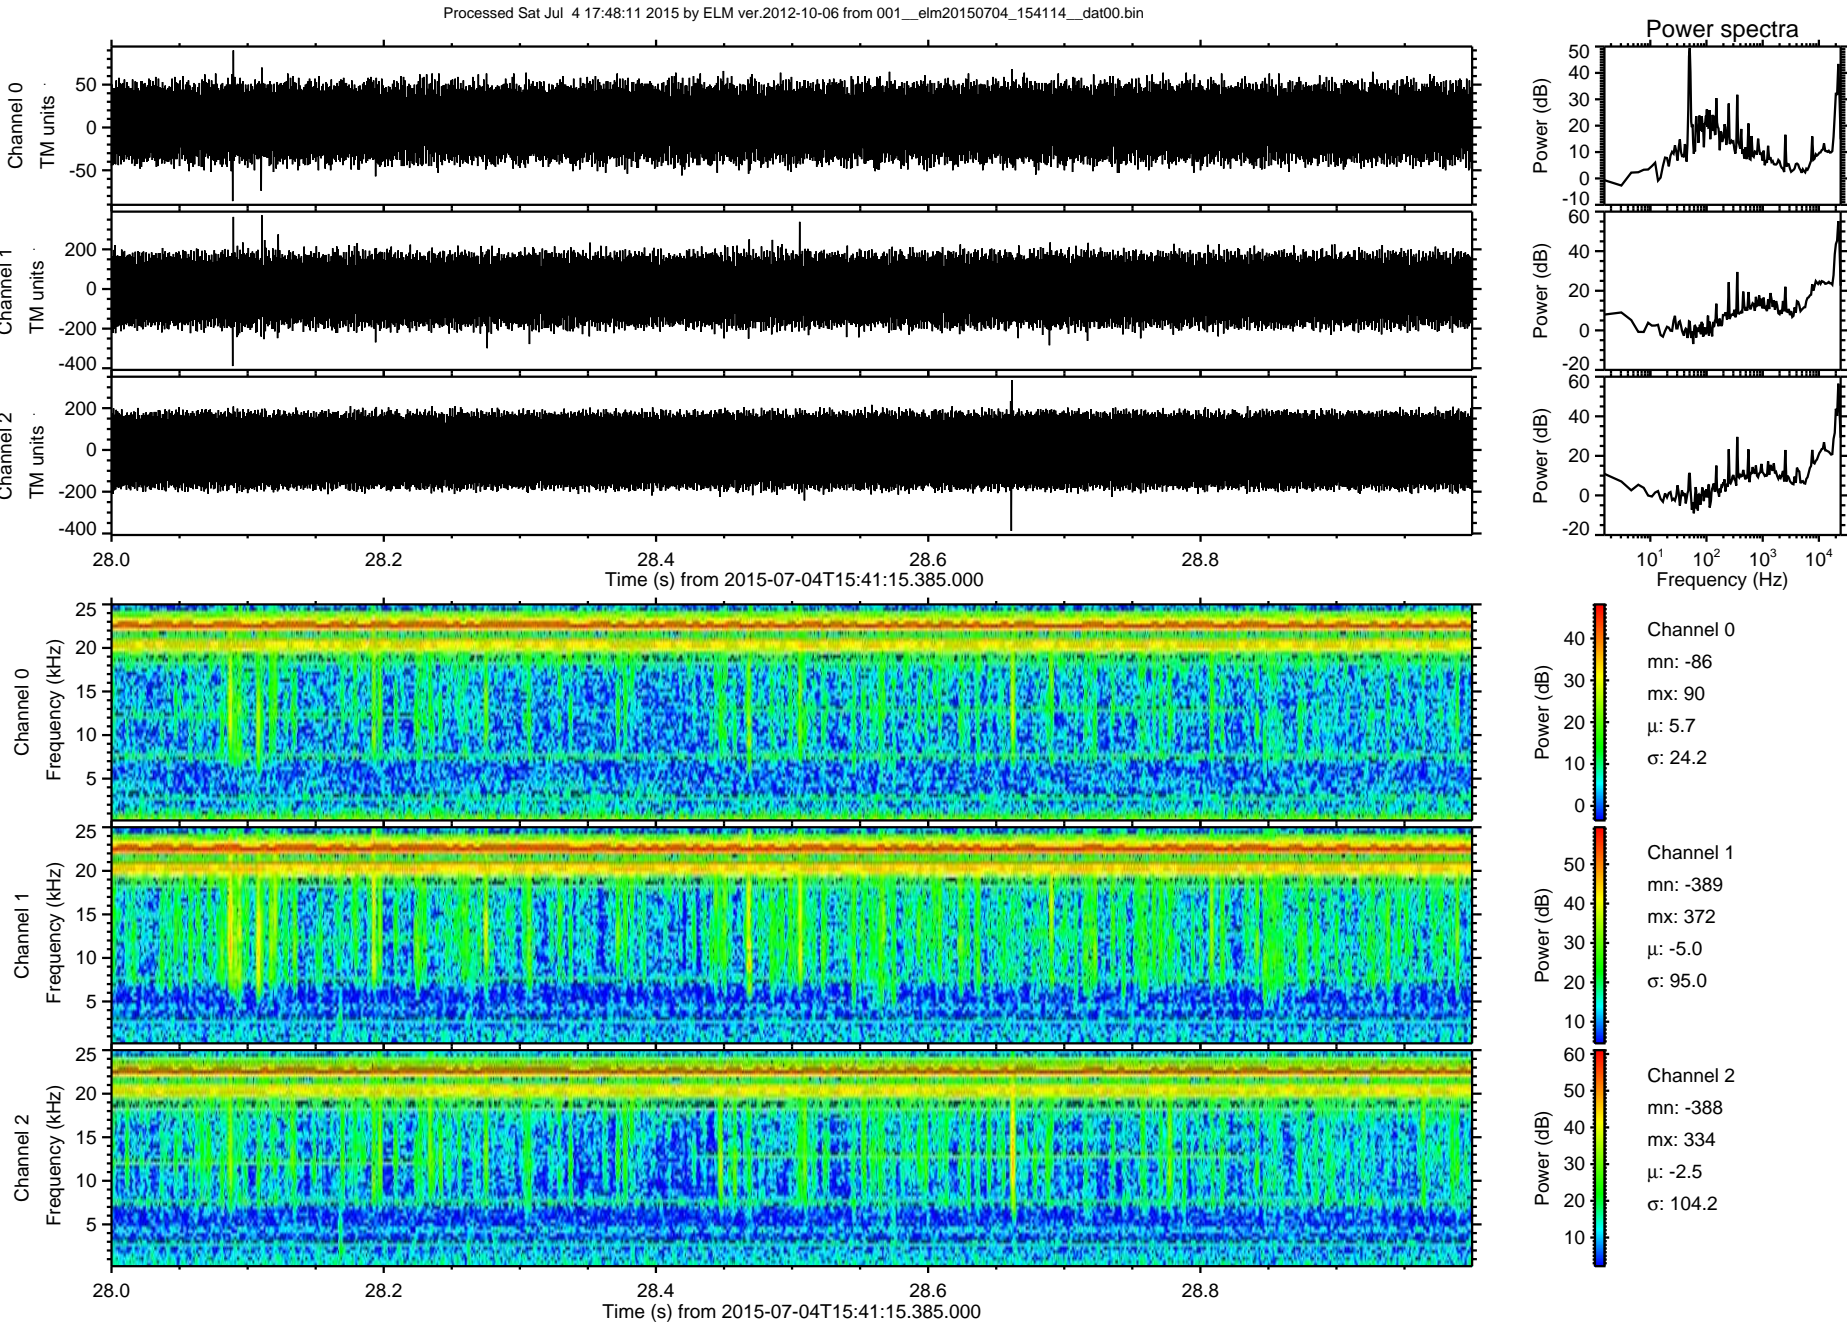 Processed Sat Jul 4 17:48:11 2015 by ELM ver.2012-10-06 from 001__elm20150704_154114__dat00.bin
Power spectra
Channel 0
TM units
50
0
-50
Power (dB)
50
40
30
20
10
0
-10
Channel 1
TM units
200
0
-200
-400
Power (dB)
60
40
20
0
-20
Channel 2
TM units
200
0
-200
-400
Power (dB)
60
40
20
0
-20
28.0 28.2 28.4 28.6 28.8
Time (s) from 2015-07-04T15:41:15.385.000
10^1 10^2 10^3 10^4
Frequency (Hz)
Channel 0
Frequency (kHz)
25
20
15
10
5
Power (dB)
40
30
20
10
0
Channel 0
mn: -86
mx: 90
μ: 5.7
σ: 24.2
Channel 1
Frequency (kHz)
25
20
15
10
5
Power (dB)
50
40
30
20
10
Channel 1
mn: -389
mx: 372
μ: -5.0
σ: 95.0
Channel 2
Frequency (kHz)
25
20
15
10
5
Power (dB)
60
50
40
30
20
10
Channel 2
mn: -388
mx: 334
μ: -2.5
σ: 104.2
28.0 28.2 28.4 28.6 28.8
Time (s) from 2015-07-04T15:41:15.385.000